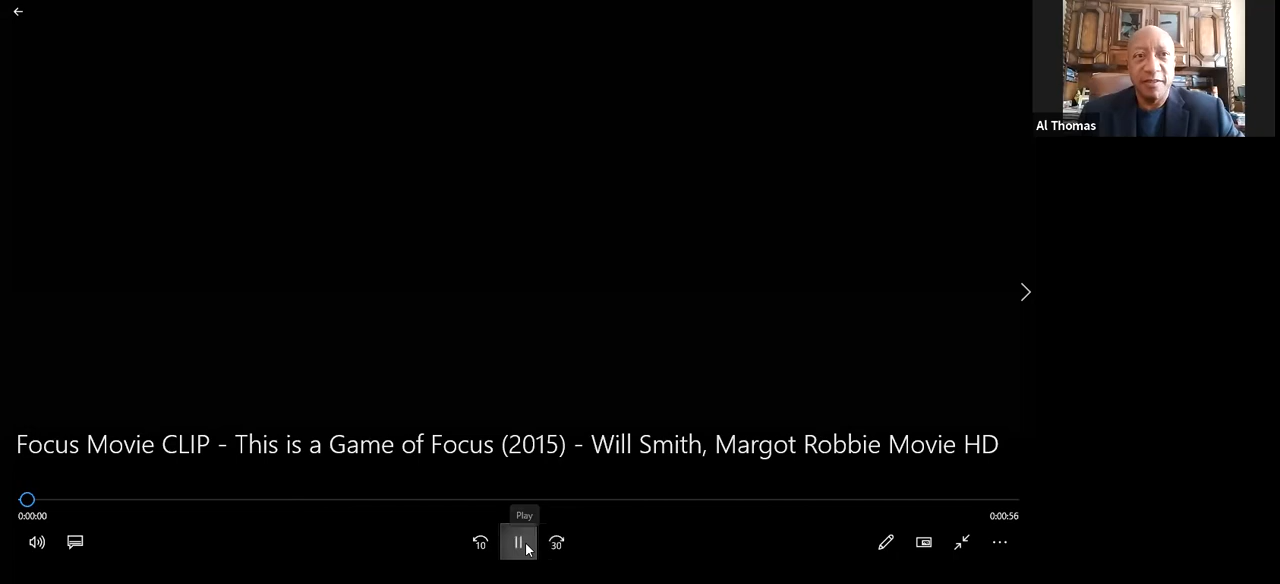 Al Thomas
Focus Movie CLIP - This is a Game of Focus (2015) - Will Smith, Margot Robbie Movie HD
Play
0:00:00
0:00:56
10
30